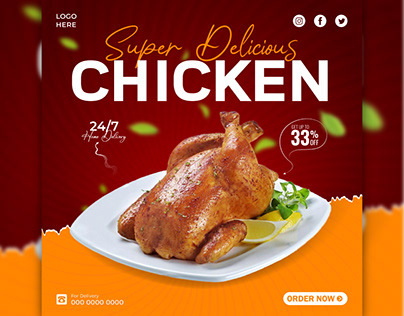 LOGO
HERE
Super Delicious
CHICKEN
24/7
Home Delivery
GET UP TO
33%
OFF
For Delivery
000 0000 0000
ORDER NOW